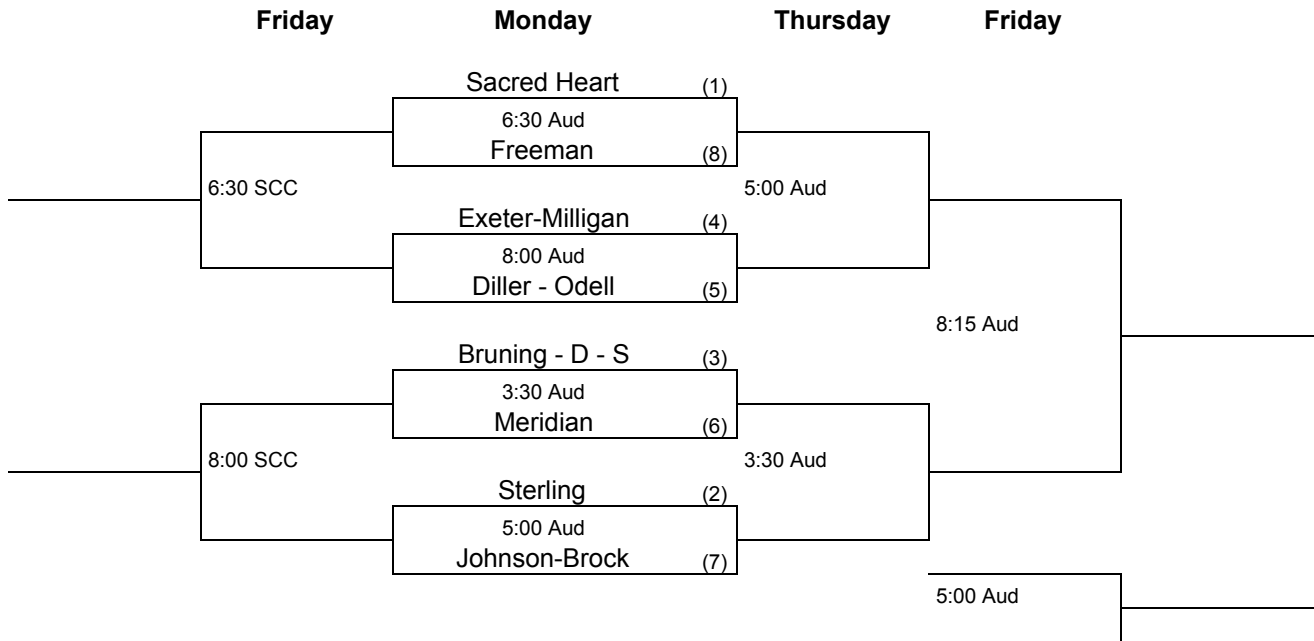 Friday Monday Thursday Friday
Sacred Heart (1)
6:30 Aud
Freeman (8)
6:30 SCC 5:00 Aud
Exeter-Milligan (4)
8:00 Aud
Diller - Odell (5)
8:15 Aud
Bruning - D - S (3)
3:30 Aud
Meridian (6)
8:00 SCC 3:30 Aud
Sterling (2)
5:00 Aud
Johnson-Brock (7)
5:00 Aud